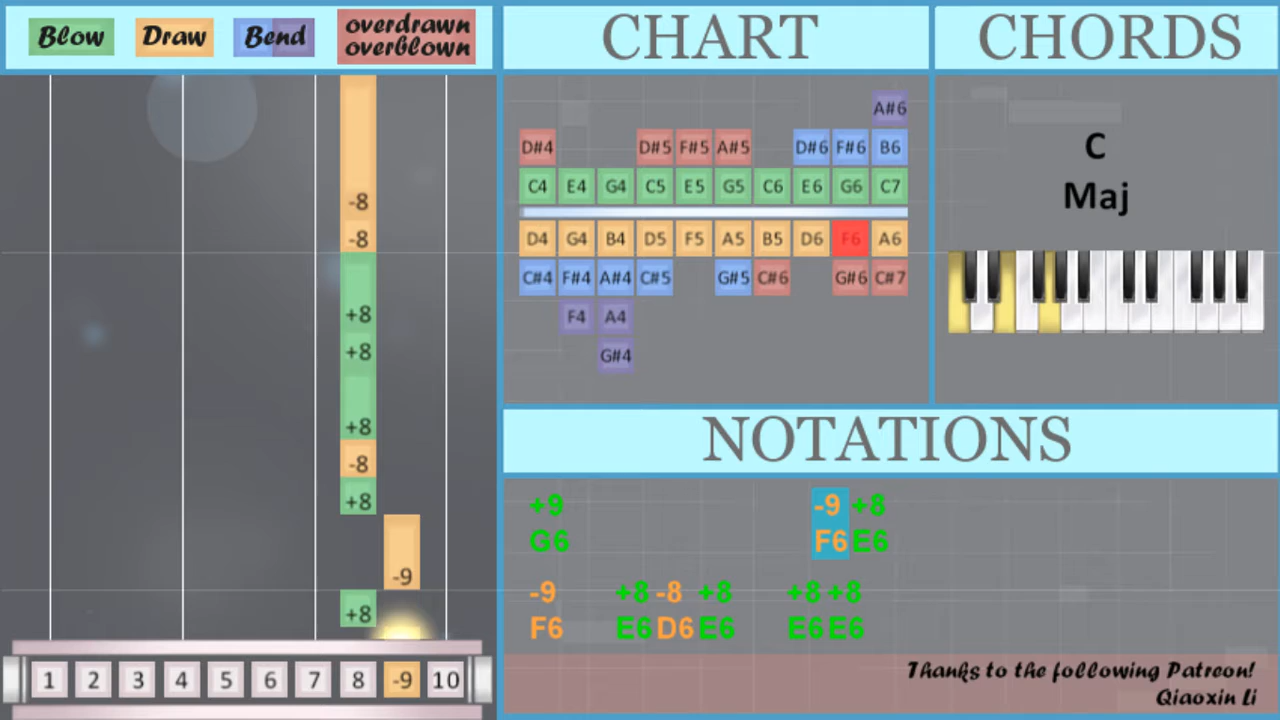 Blow Draw Bend overdrawn
overblown
CHART
CHORDS
A#6
D#4 D#5 F#5 A#5 D#6 F#6 B6
C4 E4 G4 C5 E5 G5 C6 E6 G6 C7
D4 G4 B4 D5 F5 A5 B5 D6 F6 A6
C#4 F#4 A#4 C#5 G#5 C#6 G#6 C#7
F4 A4
G#4
C
Maj
-8
-8
+8
+8
+8
-8
+8
-9
+8
1 2 3 4 5 6 7 8 -9 10
NOTATIONS
+9 -9 +8
G6 F6 E6
-9 +8 -8 +8 +8 +8
F6 E6 D6 E6 E6 E6
Thanks to the following Patreon!
Qiaoxin Li